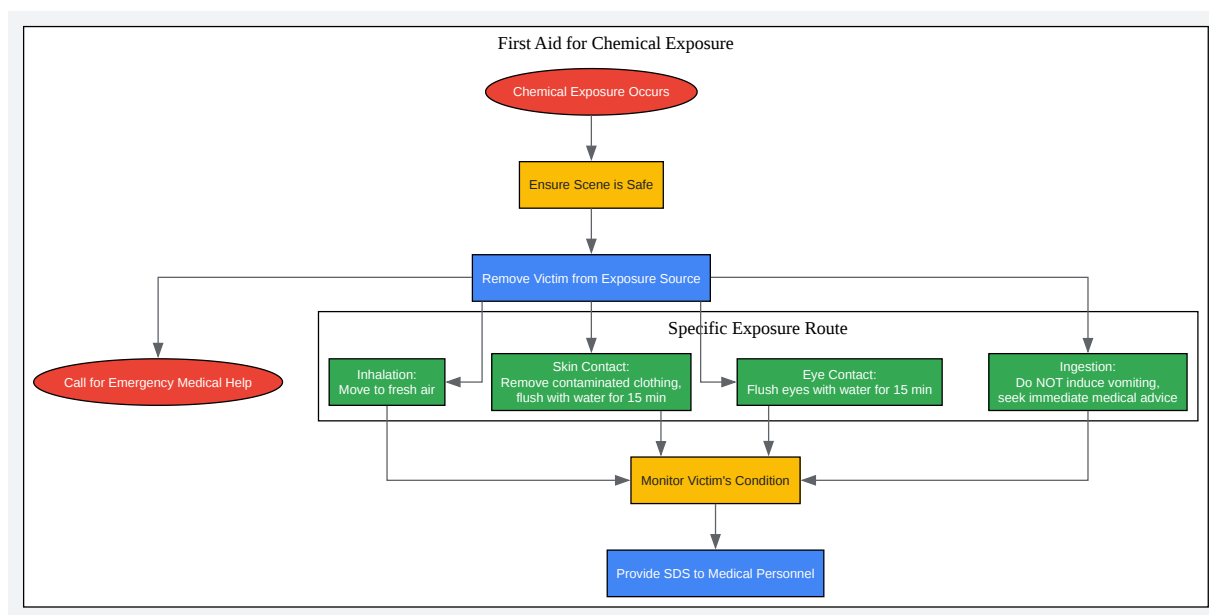 First Aid for Chemical Exposure
Chemical Exposure Occurs
Ensure Scene is Safe
Remove Victim from Exposure Source
Specific Exposure Route
Call for Emergency Medical Help
Inhalation:
Move to fresh air
Skin Contact:
Remove contaminated clothing,
flush with water for 15 min
Eye Contact:
Flush eyes with water for 15 min
Ingestion:
Do NOT induce vomiting,
seek immediate medical advice
Monitor Victim's Condition
Provide SDS to Medical Personnel